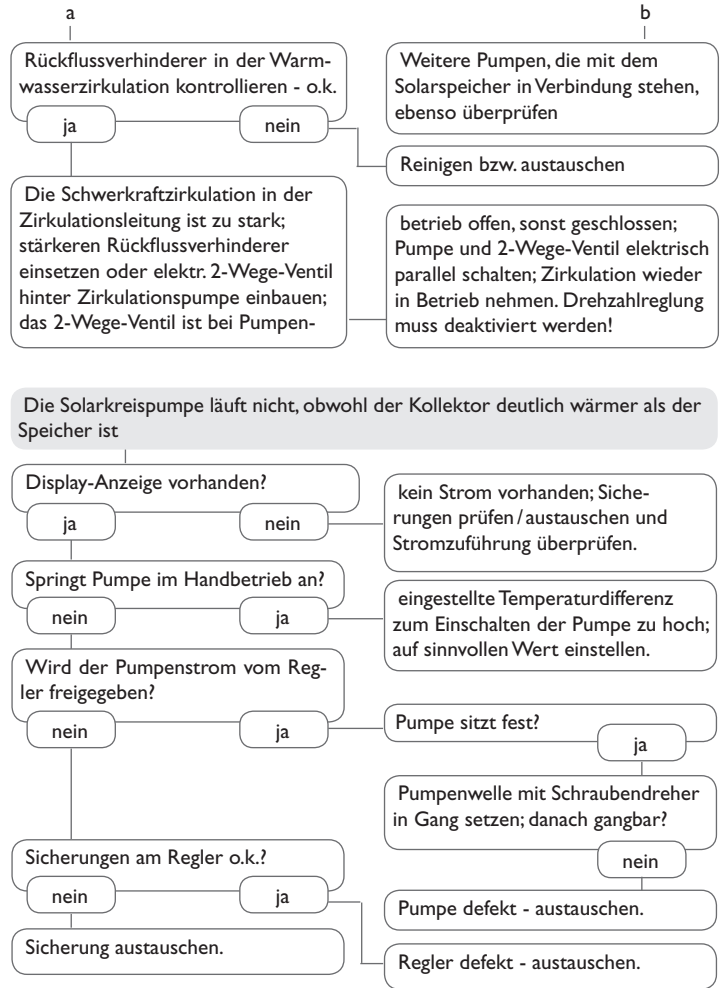 a
b
Rückflussverhinderer in der Warm-
wasserzirkulation kontrollieren - o.k.
ja
nein
Weitere Pumpen, die mit dem
Solarspeicher in Verbindung stehen,
ebenso überprüfen
Reinigen bzw. austauschen
Die Schwerkraftzirkulation in der
Zirkulationsleitung ist zu stark;
stärkeren Rückflussverhinderer
einsetzen oder elektr. 2-Wege-Ventil
hinter Zirkulationspumpe einbauen;
das 2-Wege-Ventil ist bei Pumpen-
betrieb offen, sonst geschlossen;
Pumpe und 2-Wege-Ventil elektrisch
parallel schalten; Zirkulation wieder
in Betrieb nehmen. Drehzahlreglung
muss deaktiviert werden!
Die Solarkreispumpe läuft nicht, obwohl der Kollektor deutlich wärmer als der
Speicher ist
Display-Anzeige vorhanden?
ja
nein
kein Strom vorhanden; Siche-
rungen prüfen / austauschen und
Stromzuführung überprüfen.
Springt Pumpe im Handbetrieb an?
nein
ja
eingestellte Temperaturdifferenz
zum Einschalten der Pumpe zu hoch;
auf sinnvollen Wert einstellen.
Wird der Pumpenstrom vom Reg-
ler freigegeben?
nein
ja
Pumpe sitzt fest?
ja
Pumpenwelle mit Schraubendreher
in Gang setzen; danach gangbar?
nein
Pumpe defekt - austauschen.
Sicherungen am Regler o.k.?
nein
ja
Sicherung austauschen.
Regler defekt - austauschen.